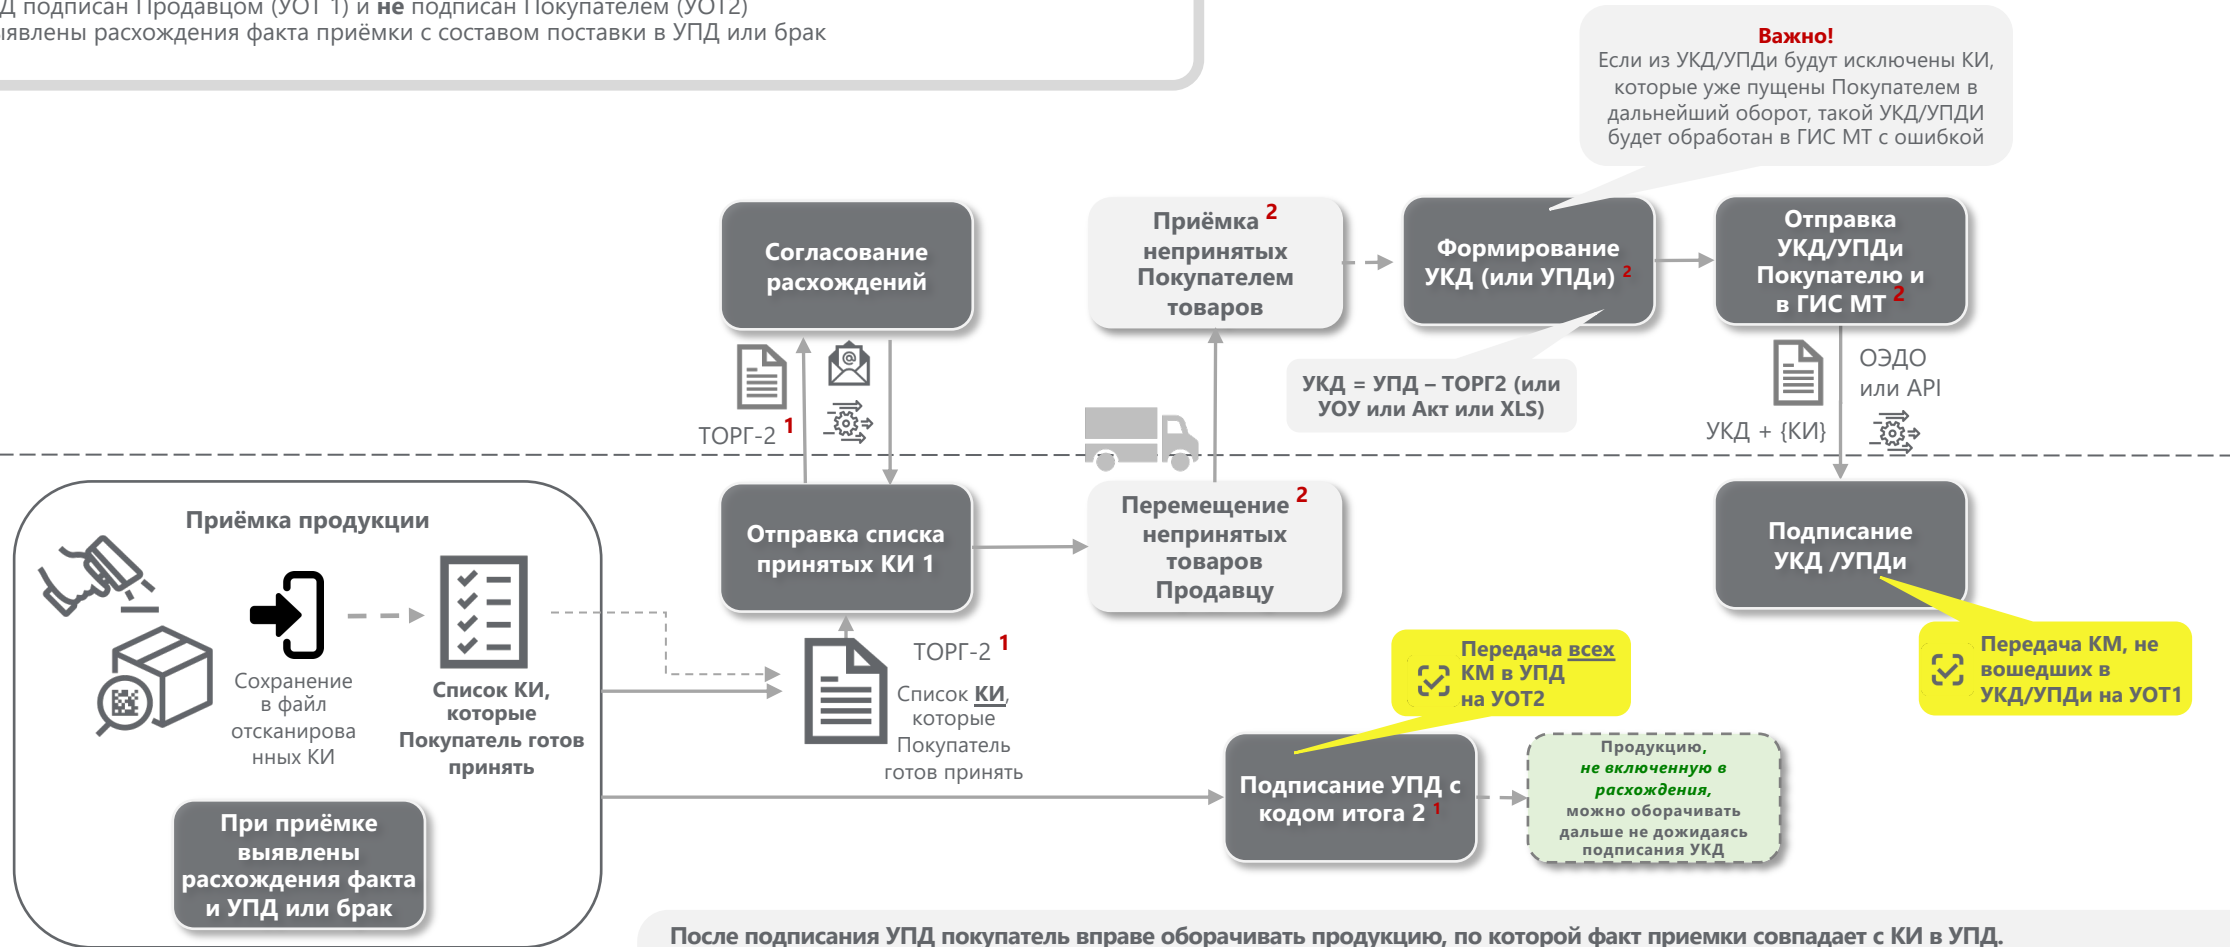 УПД подписан Продавцом (УОТ 1) и не подписан Покупателем (УОТ2)
выявлены расхождения факта приёмки с составом поставки в УПД или брак
Важно!
Если из УКД/УПДи будут исключены КИ,
которые уже пущены Покупателем в
дальнейший оборот, такой УКД/УПДИ
будет обработан в ГИС МТ с ошибкой
Согласование
расхождений
Приёмка 2
непринятых
Покупателем
товаров
Формирование
УКД (или УПДи) 2
Отправка
УКД/УПДи
Покупателю и
в ГИС МТ 2
ТОРГ-2 1
УКД = УПД – ТОРГ2 (или
УОУ или Акт или XLS)
ОЭДО
или API
УКД + {КИ}
Приёмка продукции
Сохранение
в файл
отсканирова
нных КИ
Список КИ,
которые
Покупатель готов
принять
При приёмке
выявлены
расхождения факта
и УПД или брак
Отправка списка
принятых КИ 1
Перемещение 2
непринятых
товаров
Продавцу
Подписание
УКД /УПДи
ТОРГ-2 1
Список КИ,
которые
Покупатель
готов принять
Передача всех
КМ в УПД
на УОТ2
Передача КМ, не
вошедших в
УКД/УПДи на УОТ1
Подписание УПД с
кодом итога 2 1
Продукцию,
не включенную в
расхождения,
можно оборачивать
дальше не дожидаясь
подписания УКД
После подписания УПД покупатель вправе оборачивать продукцию, по которой факт приемки совпадает с КИ в УПД.